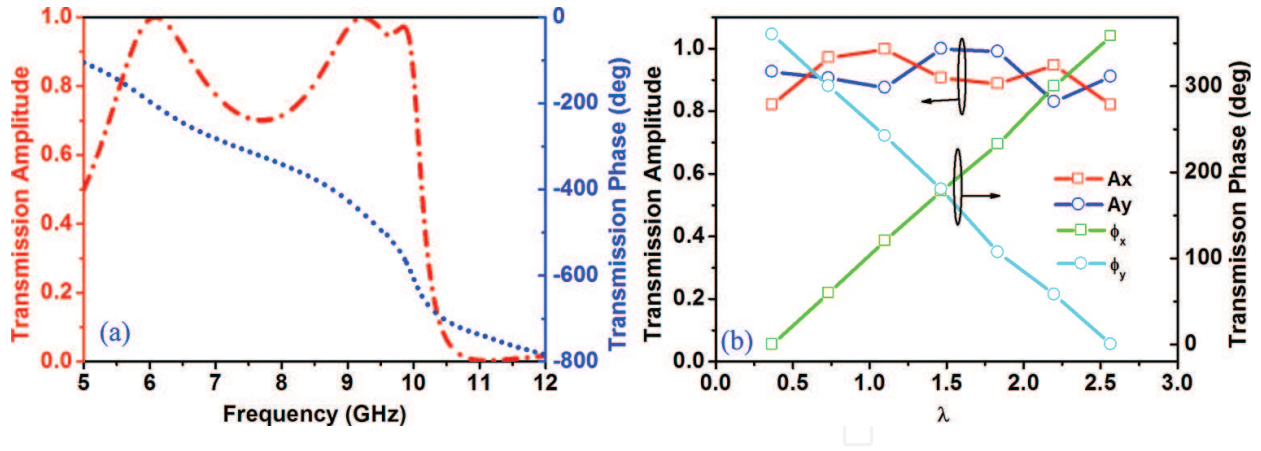 1.0
0.8
0.6
0.4
0.2
0.0
Transmission Amplitude
0
-200
-400
-600
-800
Transmission Phase (deg)
(a)
5 6 7 8 9 10 11 12
Frequency (GHz)
1.0
0.8
0.6
0.4
0.2
0.0
Transmission Amplitude
300
200
100
0
Transmisson Phase (deg)
Ax
Ay
ϕx
ϕy
(b)
0.0 0.5 1.0 1.5 2.0 2.5 3.0
λ